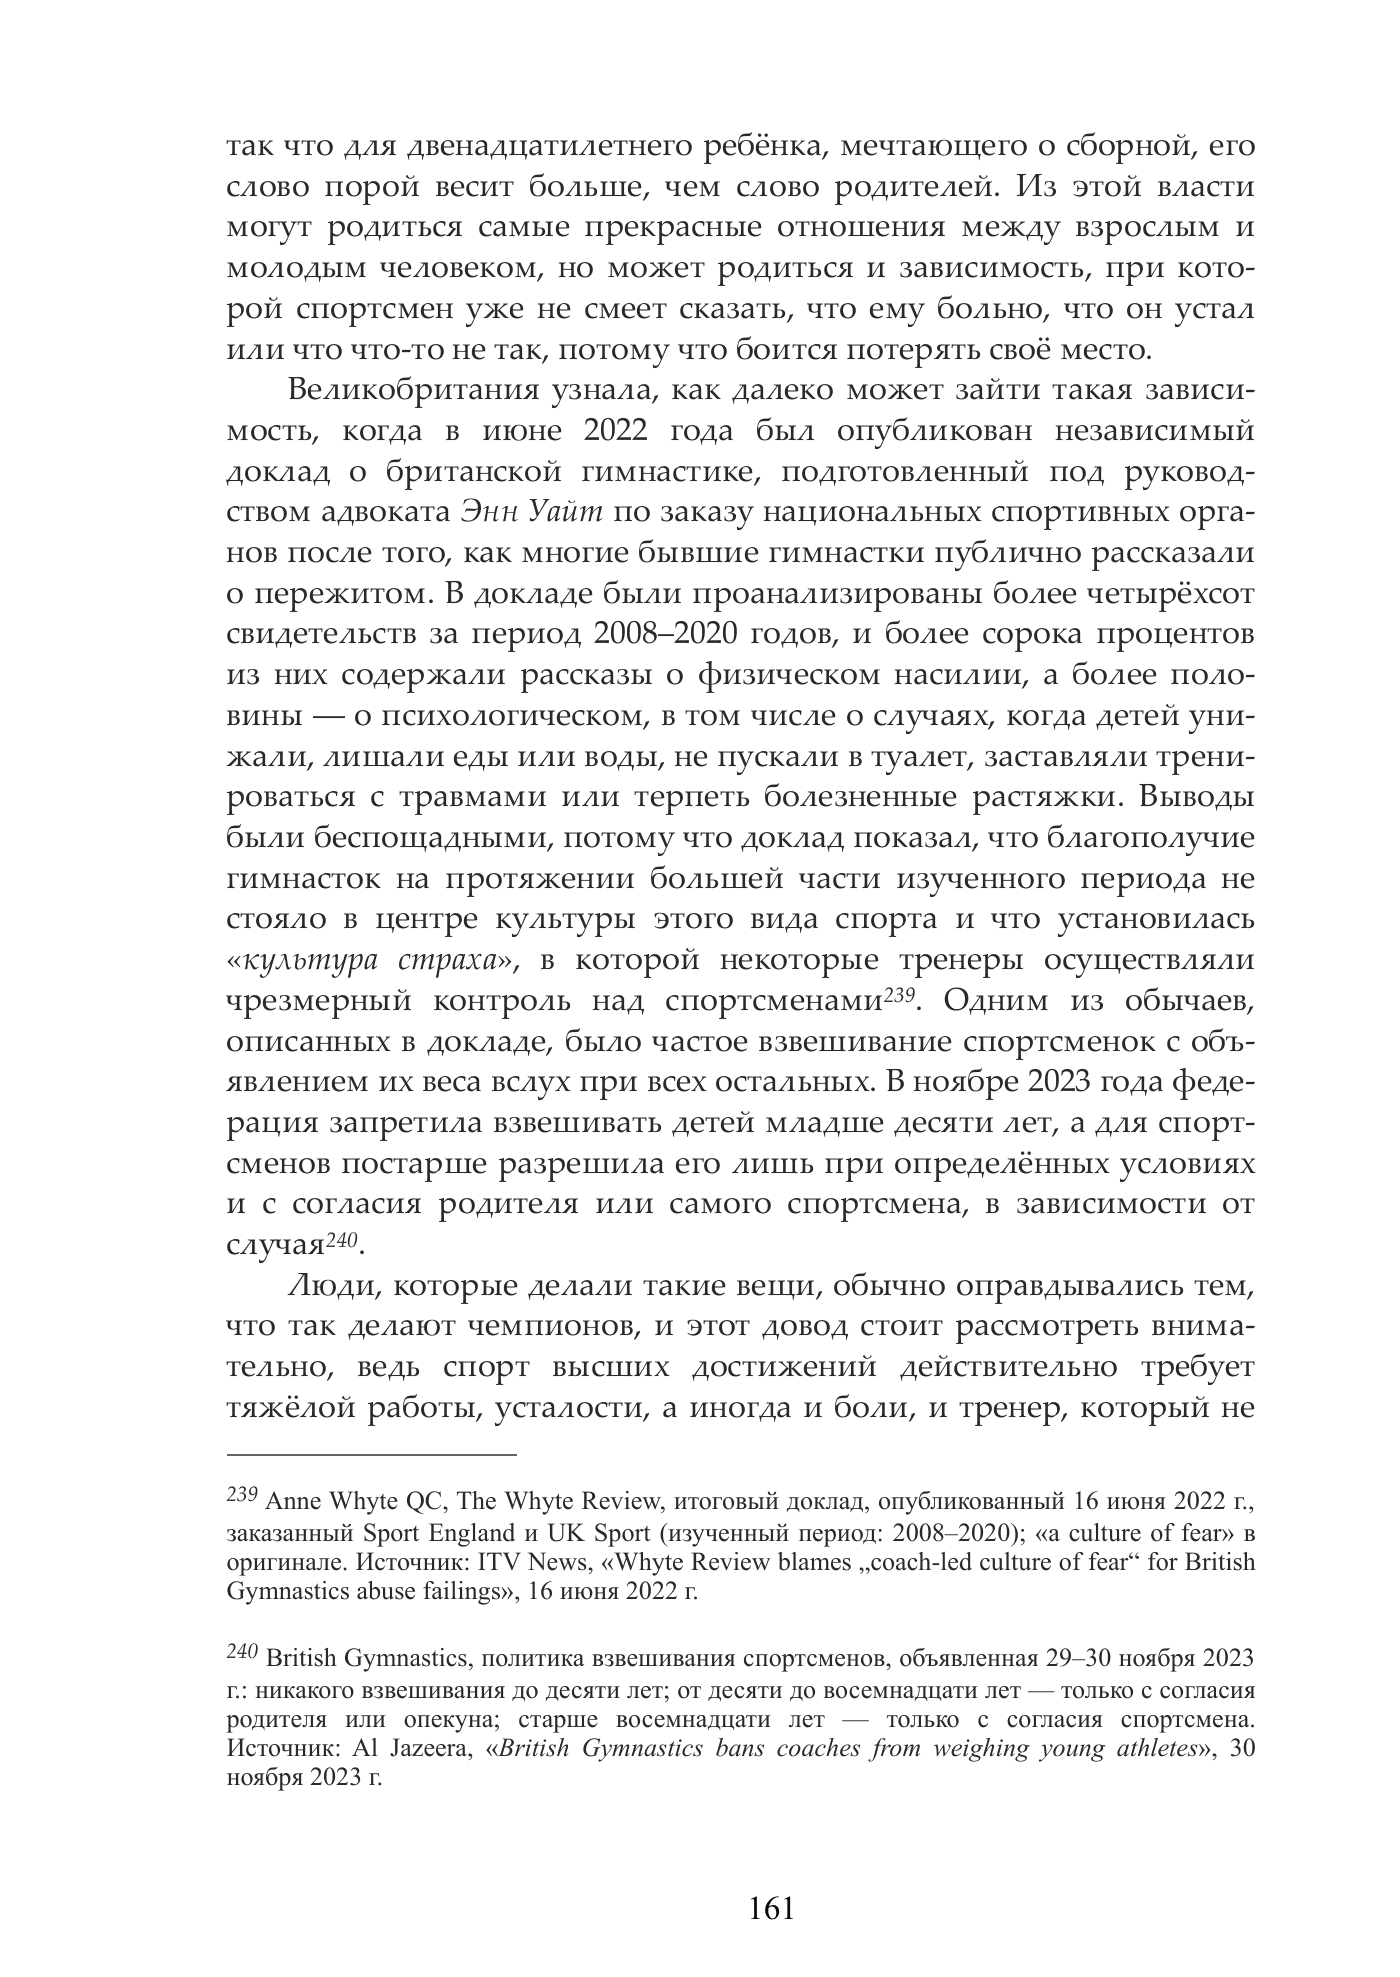 так что для двенадцатилетнего ребёнка, мечтающего о сборной, его
слово порой весит больше, чем слово родителей. Из этой власти
могут родиться самые прекрасные отношения между взрослым и
молодым человеком, но может родиться и зависимость, при кото-
рой спортсмен уже не смеет сказать, что ему больно, что он устал
или что что-то не так, потому что боится потерять своё место.
Великобритания узнала, как далеко может зайти такая зависи-
мость, когда в июне 2022 года был опубликован независимый
доклад о британской гимнастике, подготовленный под руковод-
ством адвоката Энн Уайт по заказу национальных спортивных орга-
нов после того, как многие бывшие гимнастки публично рассказали
о пережитом. В докладе были проанализированы более четырёхсот
свидетельств за период 2008–2020 годов, и более сорока процентов
из них содержали рассказы о физическом насилии, а более поло-
вины — о психологическом, в том числе о случаях, когда детей уни-
жали, лишали еды или воды, не пускали в туалет, заставляли трени-
роваться с травмами или терпеть болезненные растяжки. Выводы
были беспощадными, потому что доклад показал, что благополучие
гимнасток на протяжении большей части изученного периода не
стояло в центре культуры этого вида спорта и что установилась
«культура страха», в которой некоторые тренеры осуществляли
чрезмерный контроль над спортсменами239. Одним из обычаев,
описанных в докладе, было частое взвешивание спортсменок с объ-
явлением их веса вслух при всех остальных. В ноябре 2023 года феде-
рация запретила взвешивать детей младше десяти лет, а для спорт-
сменов постарше разрешила его лишь при определённых условиях
и с согласия родителя или самого спортсмена, в зависимости от
случая240.
Люди, которые делали такие вещи, обычно оправдывались тем,
что так делают чемпионов, и этот довод стоит рассмотреть внима-
тельно, ведь спорт высших достижений действительно требует
тяжёлой работы, усталости, а иногда и боли, и тренер, который не
239 Anne Whyte QC, The Whyte Review, итоговый доклад, опубликованный 16 июня 2022 г.,
заказанный Sport England и UK Sport (изученный период: 2008–2020); «a culture of fear» в
оригинале. Источник: ITV News, «Whyte Review blames „coach-led culture of fear“ for British
Gymnastics abuse failings», 16 июня 2022 г.
240 British Gymnastics, политика взвешивания спортсменов, объявленная 29–30 ноября 2023
г.: никакого взвешивания до десяти лет; от десяти до восемнадцати лет — только с согласия
родителя или опекуна; старше восемнадцати лет — только с согласия спортсмена.
Источник: Al Jazeera, «British Gymnastics bans coaches from weighing young athletes», 30
ноября 2023 г.
161